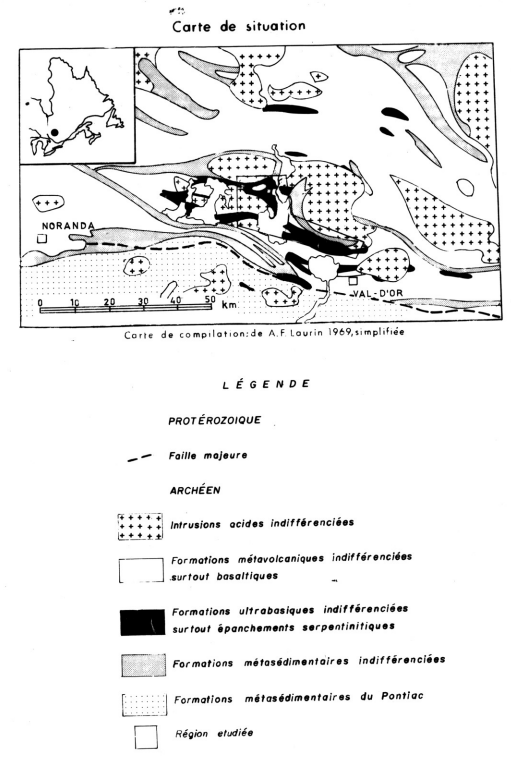 Carte de situation
NORANDA
VAL-D'OR
0 10 20 30 40 50
km
Carte de compilation: de A.F. Laurin 1969, simplifiée
LÉGENDE
PROTÉROZOIQUE
Faille majeure
ARCHÉEN
Intrusions acides indifférenciées
Formations métavolcaniques indifférenciées
surtout basaltiques
Formations ultrabasiques indifférenciées
surtout épanchements serpentinitiques
Formations métasédimentaires indifférenciées
Formations métasédimentaires du Pontiac
Région etudiée